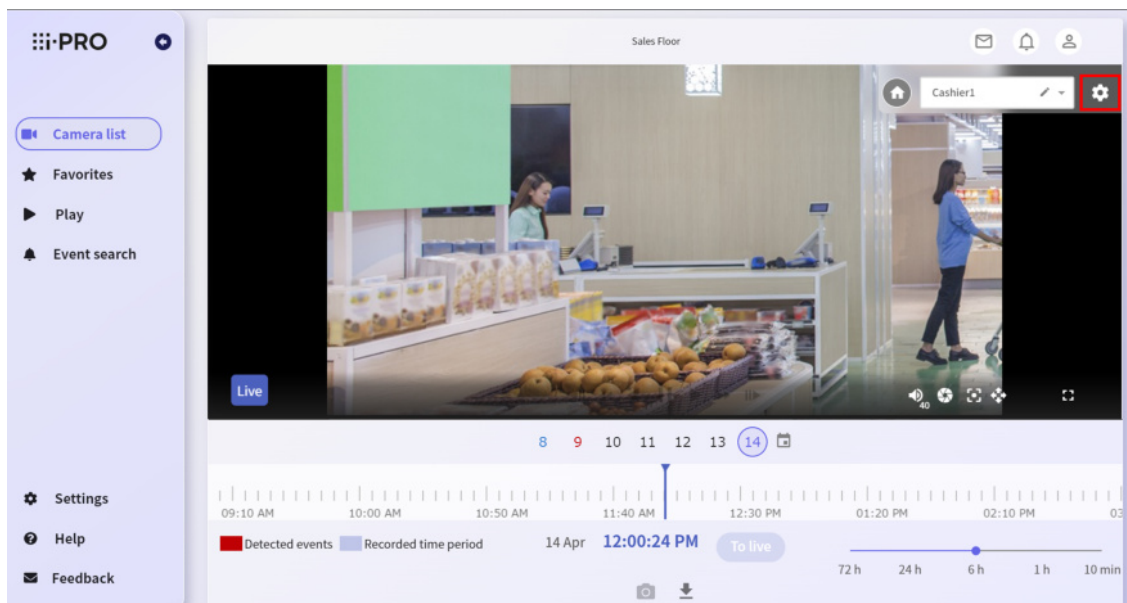 i-PRO
Sales Floor
Cashier1
Camera list
Favorites
Play
Event search
Live
40
8 9 10 11 12 13 14
09:10 AM 10:00 AM 10:50 AM 11:40 AM 12:30 PM 01:20 PM 02:10 PM 03
Settings
Help
Feedback
Detected events Recorded time period 14 Apr 12:00:24 PM To live
72 h 24 h 6 h 1 h 10 min